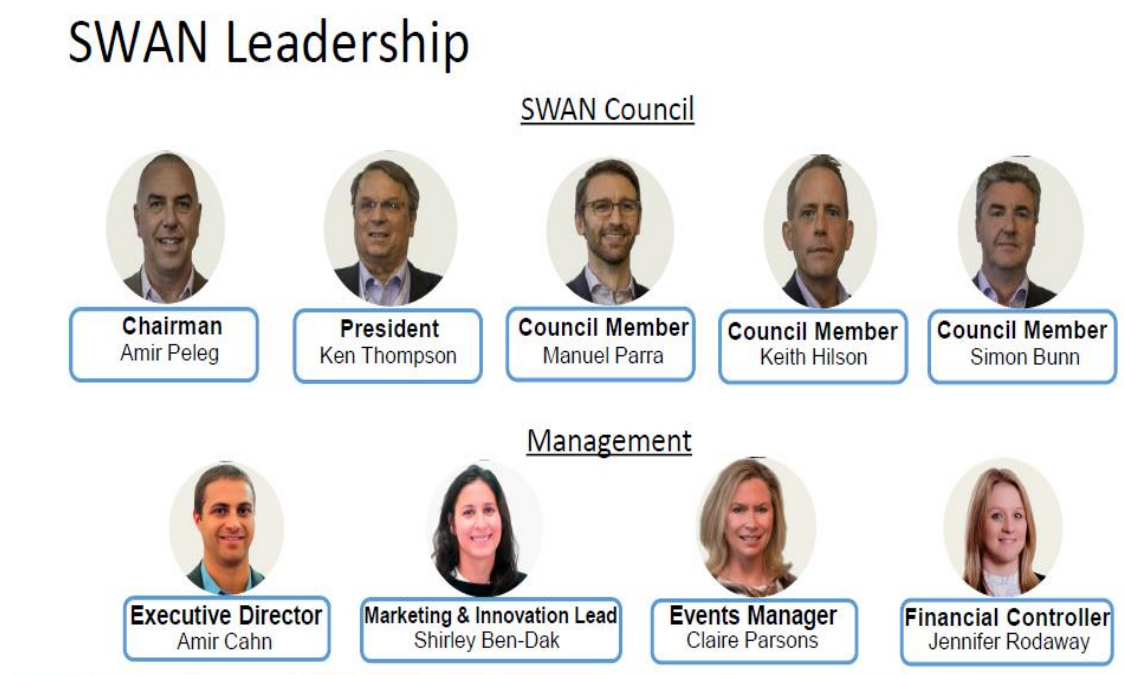 SWAN Leadership
SWAN Council
Chairman
Amir Peleg
President
Ken Thompson
Council Member
Manuel Parra
Council Member
Keith Hilson
Council Member
Simon Bunn
Management
Executive Director
Amir Cahn
Marketing & Innovation Lead
Shirley Ben-Dak
Events Manager
Claire Parsons
Financial Controller
Jennifer Rodaway